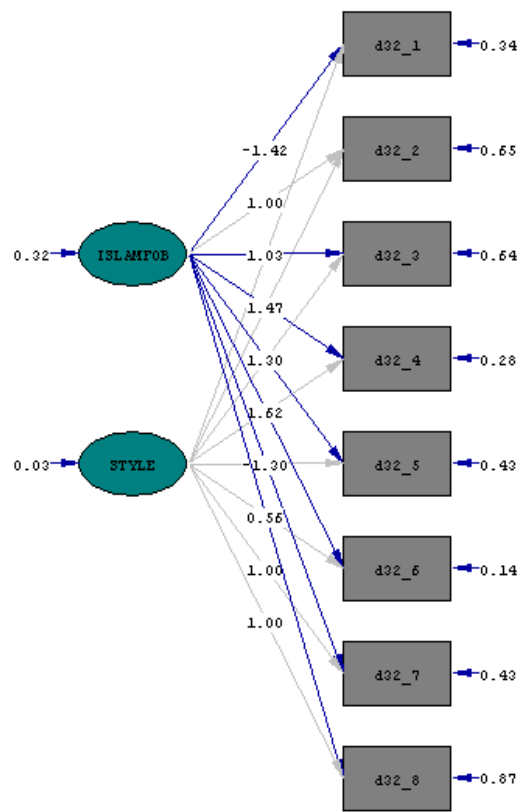 d32_1
0.34
-1.42
d32_2
0.65
1.00
0.32
ISLAMFOB
1.03
d32_3
0.64
1.47
d32_4
0.28
1.30
1.62
0.03
STYLE
-1.30
d32_5
0.43
0.56
d32_6
0.14
1.00
1.00
d32_7
0.43
d32_8
0.87